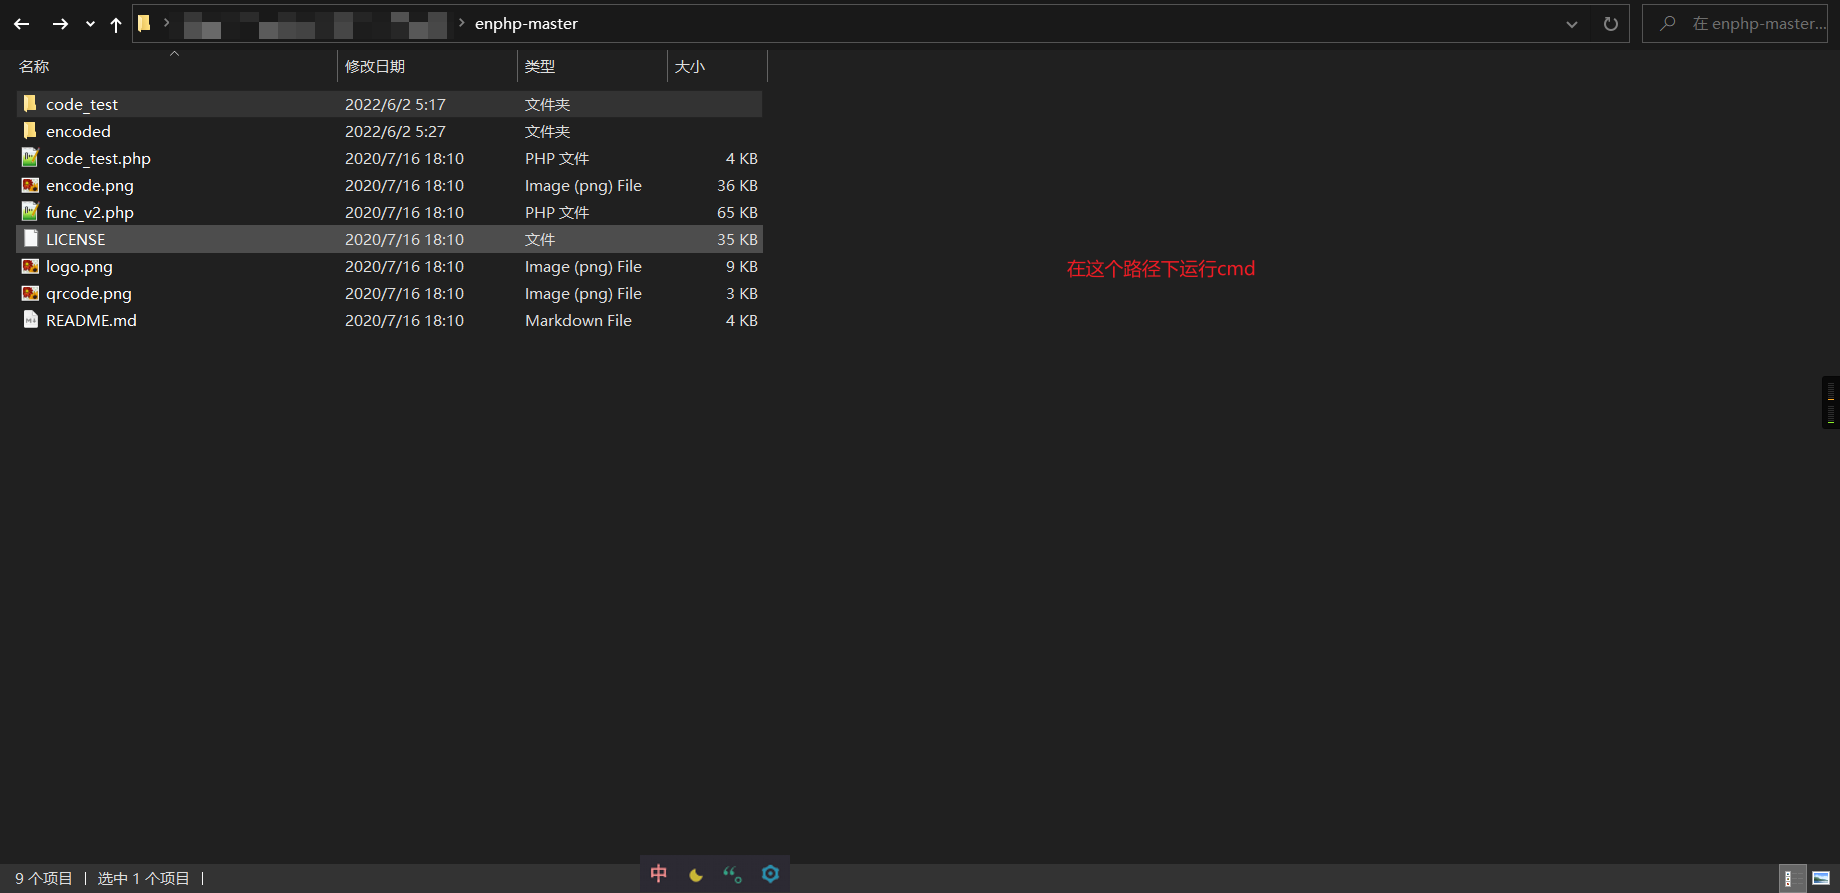 enphp-master
在 enphp-master...
名称 修改日期 类型 大小
code_test 2022/6/2 5:17 文件夹
encoded 2022/6/2 5:27 文件夹
code_test.php 2020/7/16 18:10 PHP 文件 4 KB
encode.png 2020/7/16 18:10 Image (png) File 36 KB
func_v2.php 2020/7/16 18:10 PHP 文件 65 KB
LICENSE 2020/7/16 18:10 文件 35 KB
logo.png 2020/7/16 18:10 Image (png) File 9 KB
在这个路径下运行cmd
qrcode.png 2020/7/16 18:10 Image (png) File 3 KB
README.md 2020/7/16 18:10 Markdown File 4 KB
9 个项目 | 选中 1 个项目 |
中